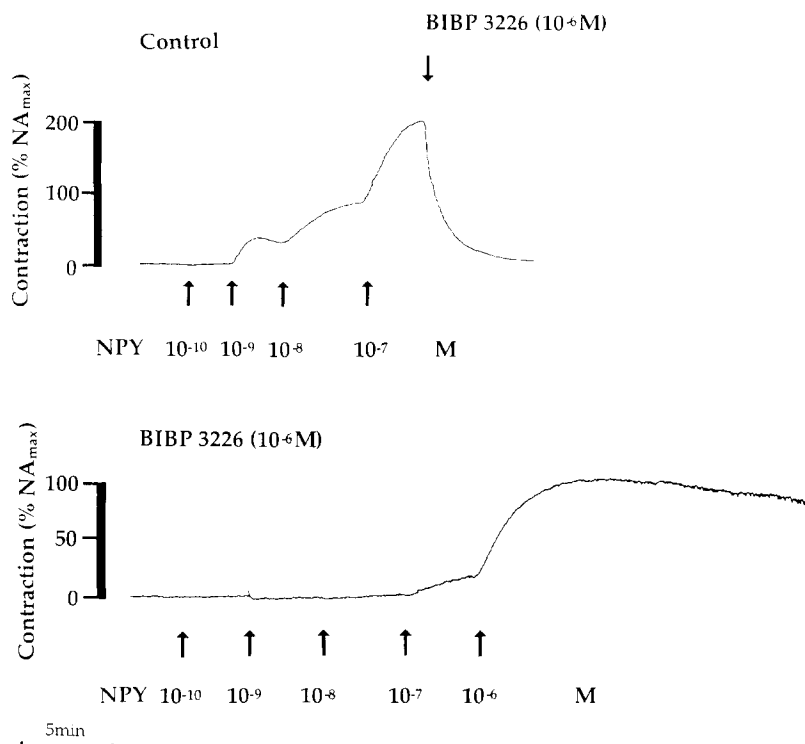 BIBP 3226 (10⁻⁶M)
Control
Contraction (% NAmax)
200
100
0
NPY 10⁻¹⁰ 10⁻⁹ 10⁻⁸ 10⁻⁷ M
BIBP 3226 (10⁻⁶M)
Contraction (% NAmax)
100
50
0
NPY 10⁻¹⁰ 10⁻⁹ 10⁻⁸ 10⁻⁷ 10⁻⁶ M
5min